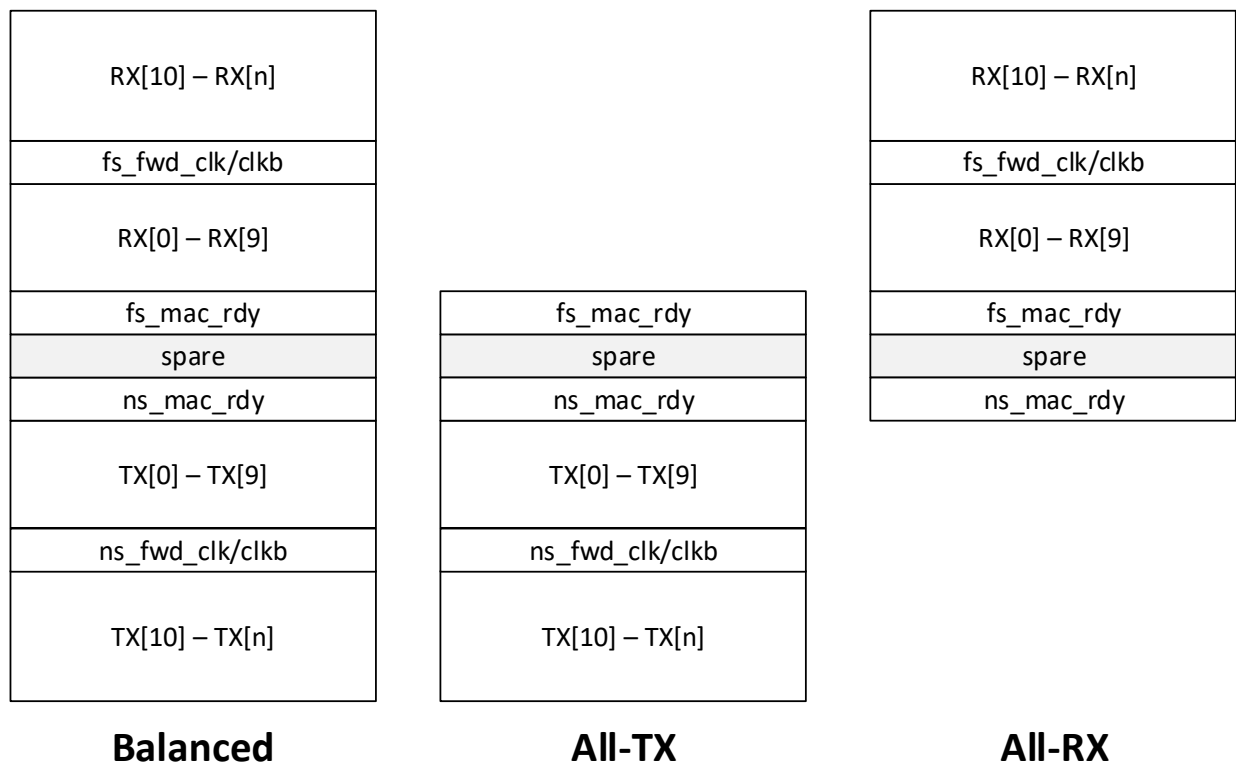 RX[10] – RX[n]
fs_fwd_clk/clkb
RX[0] – RX[9]
fs_mac_rdy
spare
ns_mac_rdy
TX[0] – TX[9]
ns_fwd_clk/clkb
TX[10] – TX[n]
Balanced
fs_mac_rdy
spare
ns_mac_rdy
TX[0] – TX[9]
ns_fwd_clk/clkb
TX[10] – TX[n]
All-TX
RX[10] – RX[n]
fs_fwd_clk/clkb
RX[0] – RX[9]
fs_mac_rdy
spare
ns_mac_rdy
All-RX